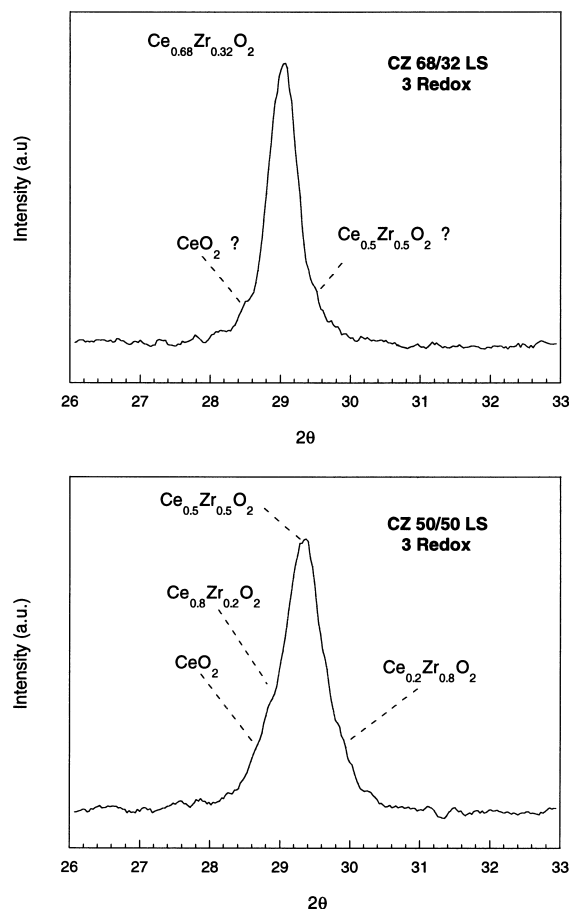 Ce0.68Zr0.32O2
CZ 68/32 LS
3 Redox
Intensity (a.u)
CeO2 ?
Ce0.5Zr0.5O2 ?
26 27 28 29 30 31 32 33
2θ
Ce0.5Zr0.5O2
CZ 50/50 LS
3 Redox
Intensity (a.u.)
Ce0.8Zr0.2O2
CeO2
Ce0.2Zr0.8O2
26 27 28 29 30 31 32 33
2θ